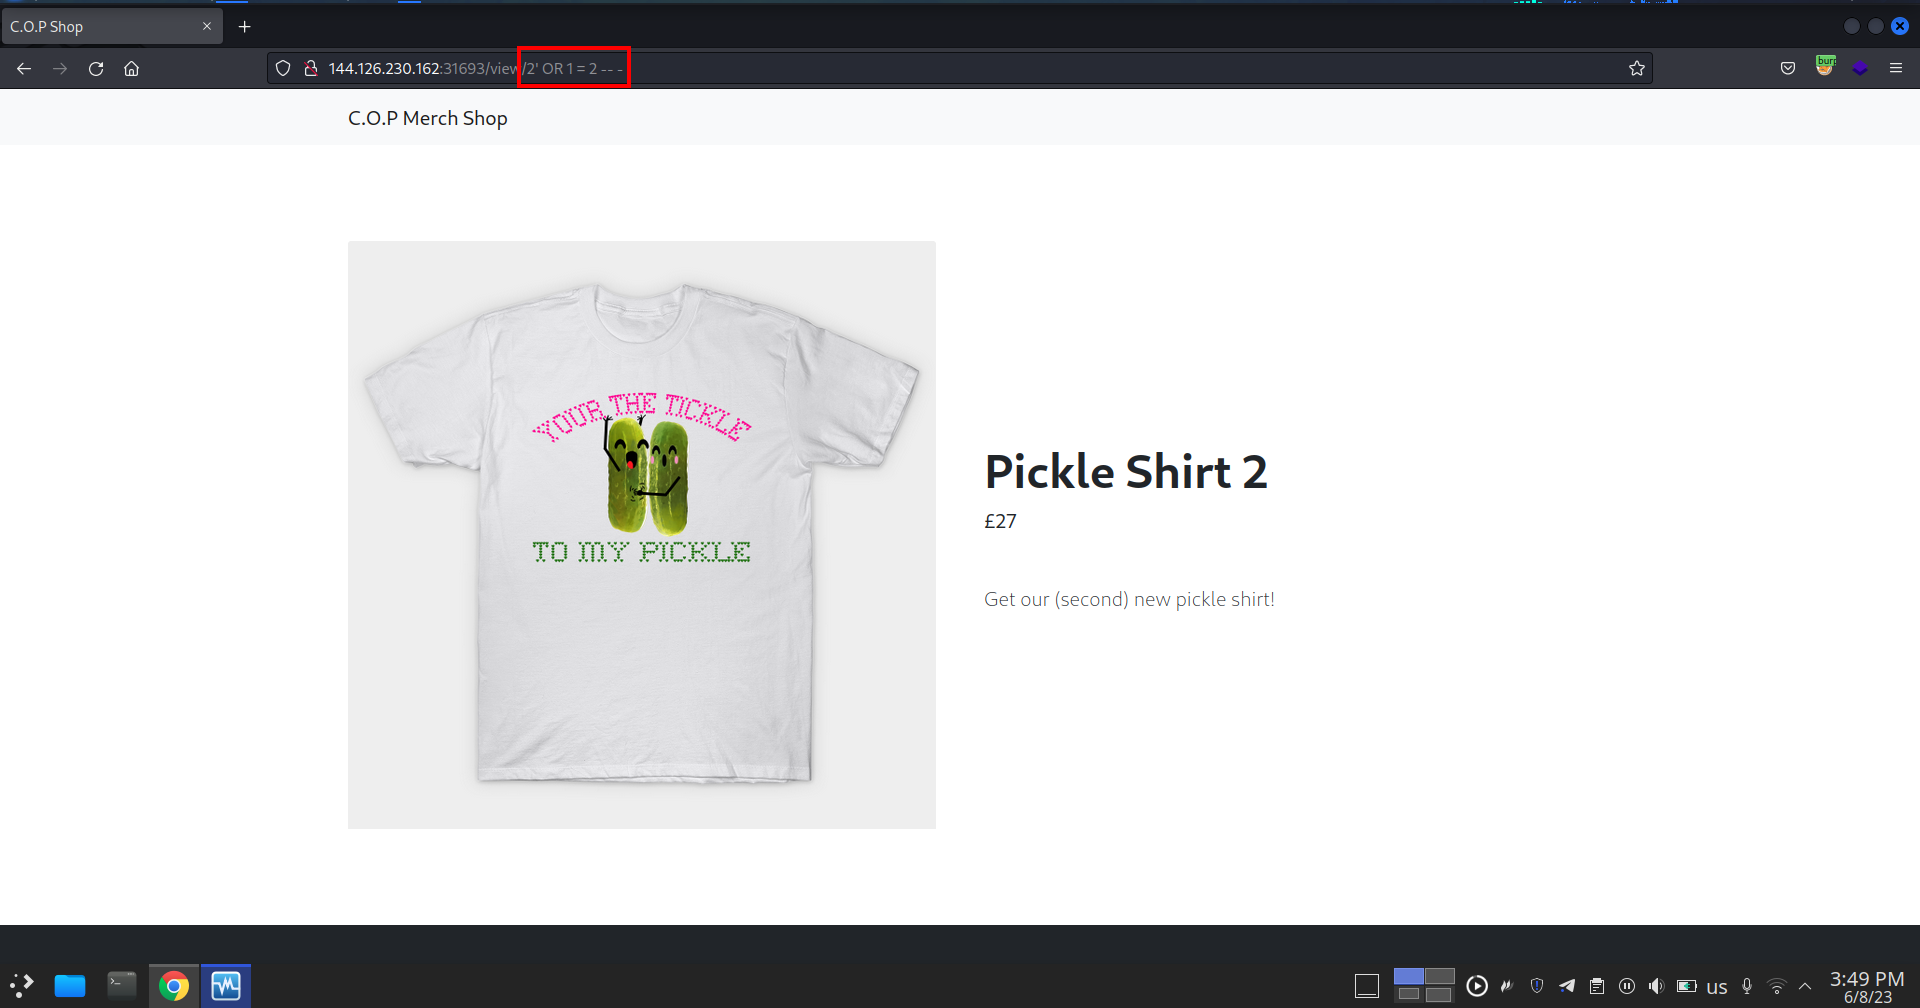 C.O.P Shop
144.126.230.162:31693/view/2' OR 1 = 2 -- -
C.O.P Merch Shop
YOUR THE TICKLE
TO MY PICKLE
Pickle Shirt 2
£27
Get our (second) new pickle shirt!
us
3:49 PM
6/8/23